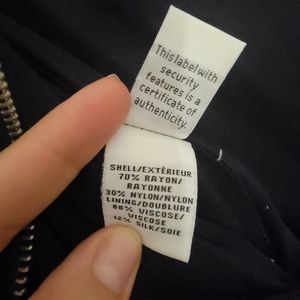 This label with
security
features is a
certificate of
authenticity.
SHELL/EXTÉRIEUR
70% RAYON/
RAYONNE
30% NYLON/NYLON
LINING/DOUBLURE
88% VISCOSE/
VISCOSE
12% SILK/SOIE